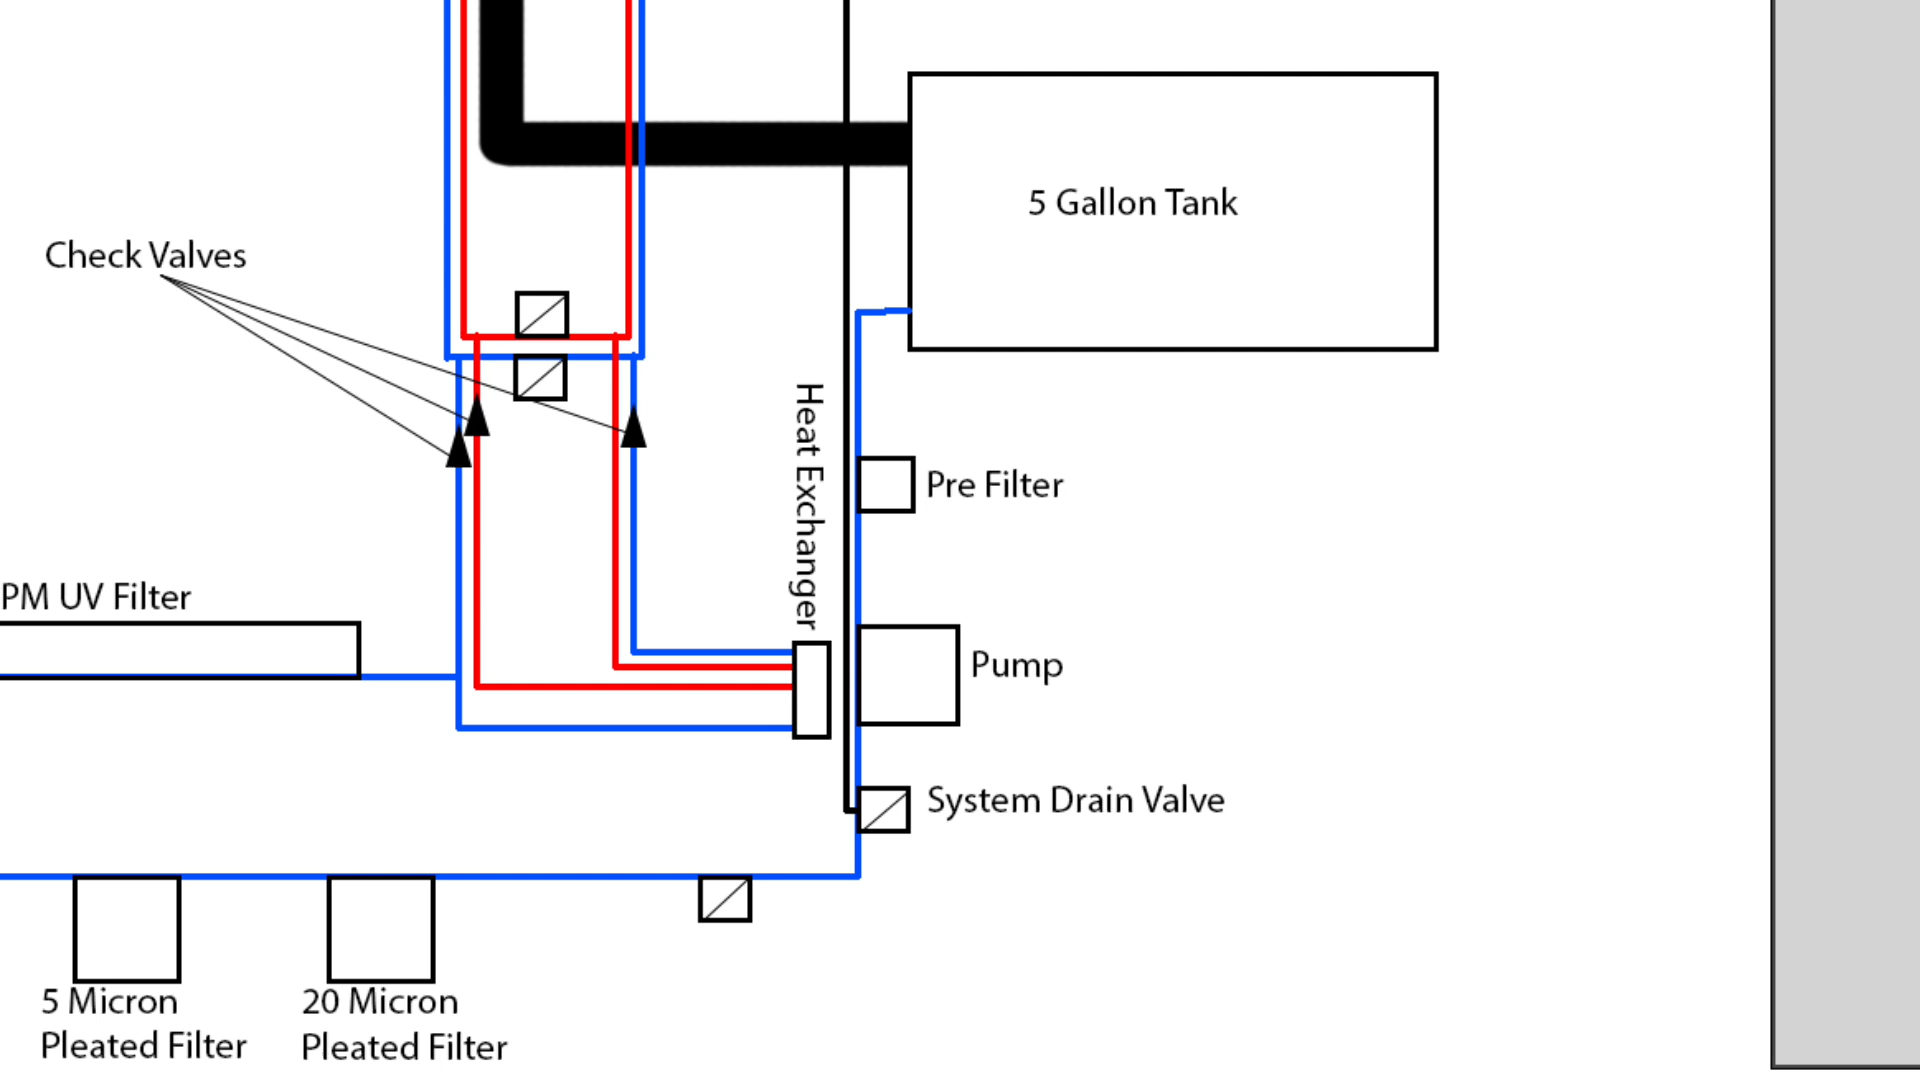 5 Gallon Tank
Check Valves
Heat Exchanger
Pre Filter
PM UV Filter
Pump
System Drain Valve
5 Micron
Pleated Filter
20 Micron
Pleated Filter